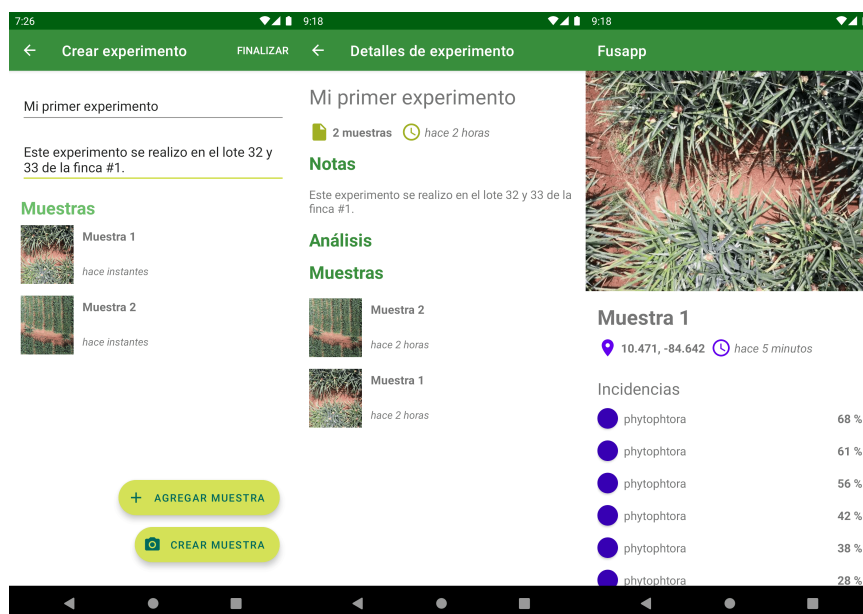 7:26
Crear experimento
FINALIZAR
Mi primer experimento
Este experimento se realizo en el lote 32 y
33 de la finca #1.
Muestras
Muestra 1
hace instantes
Muestra 2
hace instantes
AGREGAR MUESTRA
CREAR MUESTRA
9:18
Detalles de experimento
Mi primer experimento
2 muestras hace 2 horas
Notas
Este experimento se realizo en el lote 32 y 33 de la
finca #1.
Análisis
Muestras
Muestra 2
hace 2 horas
Muestra 1
hace 2 horas
9:18
Fusapp
Muestra 1
10.471, -84.642 hace 5 minutos
Incidencias
phytophtora 68 %
phytophtora 61 %
phytophtora 56 %
phytophtora 42 %
phytophtora 38 %
phytophtora 28 %